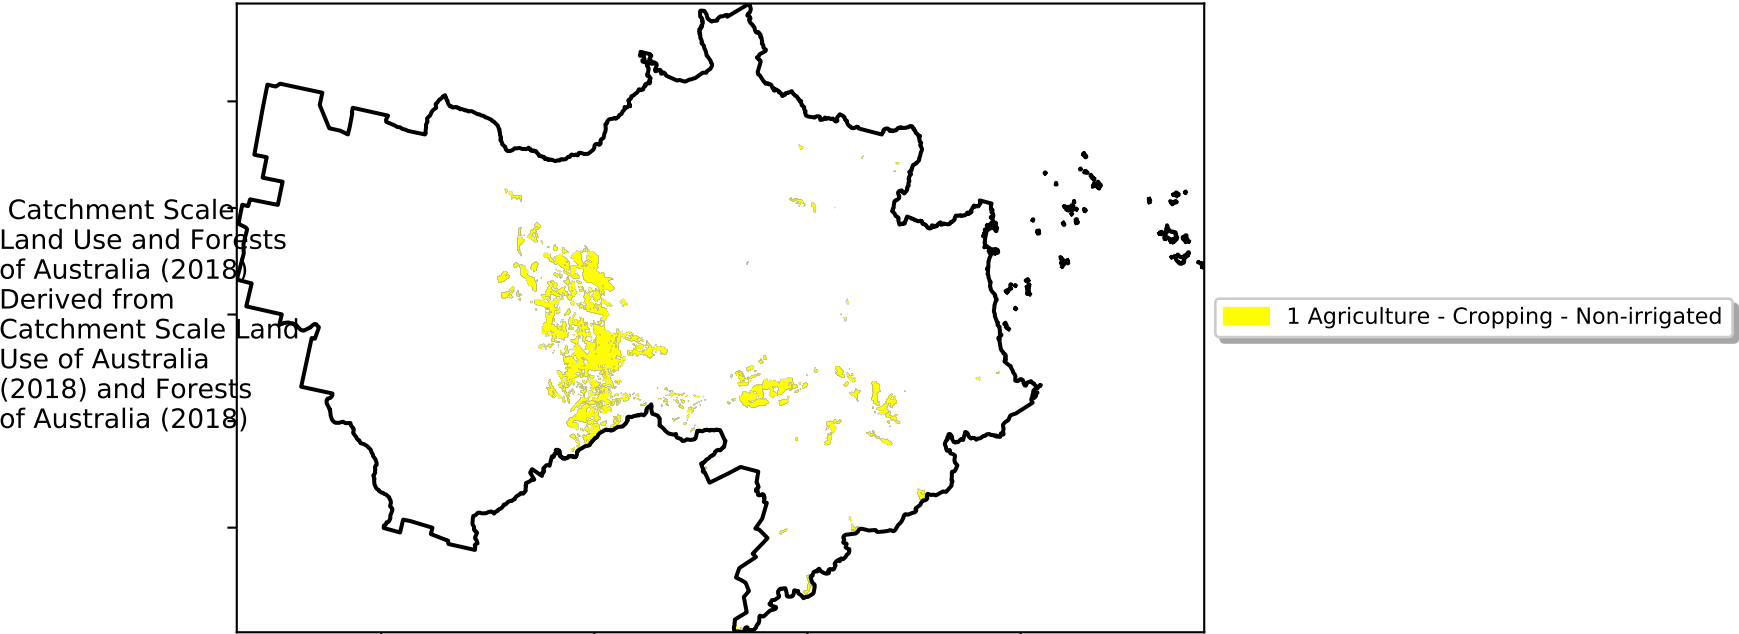 Catchment Scale
Land Use and Forests
of Australia (2018)
Derived from
Catchment Scale Land
Use of Australia
(2018) and Forests
of Australia (2018)
1 Agriculture - Cropping - Non-irrigated